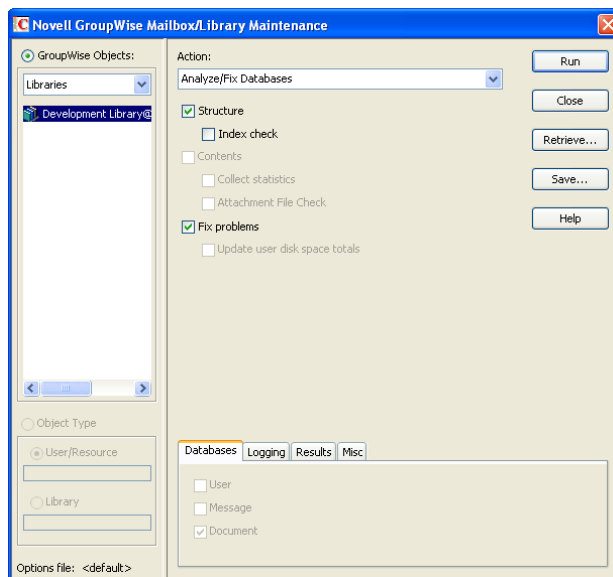 Novell GroupWise Mailbox/Library Maintenance
GroupWise Objects:
Libraries
Development Library@
Object Type
User/Resource
Library
Options file: <default>
Action:
Analyze/Fix Databases
Structure
Index check
Contents
Collect statistics
Attachment File Check
Fix problems
Update user disk space totals
Run
Close
Retrieve...
Save...
Help
Databases Logging Results Misc
User
Message
Document